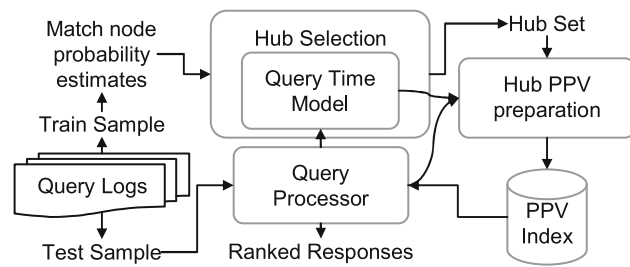 Match node
probability
estimates
Train Sample
Query Logs
Test Sample
Hub Selection
Query Time
Model
Query
Processor
Ranked Responses
Hub Set
Hub PPV
preparation
PPV
Index